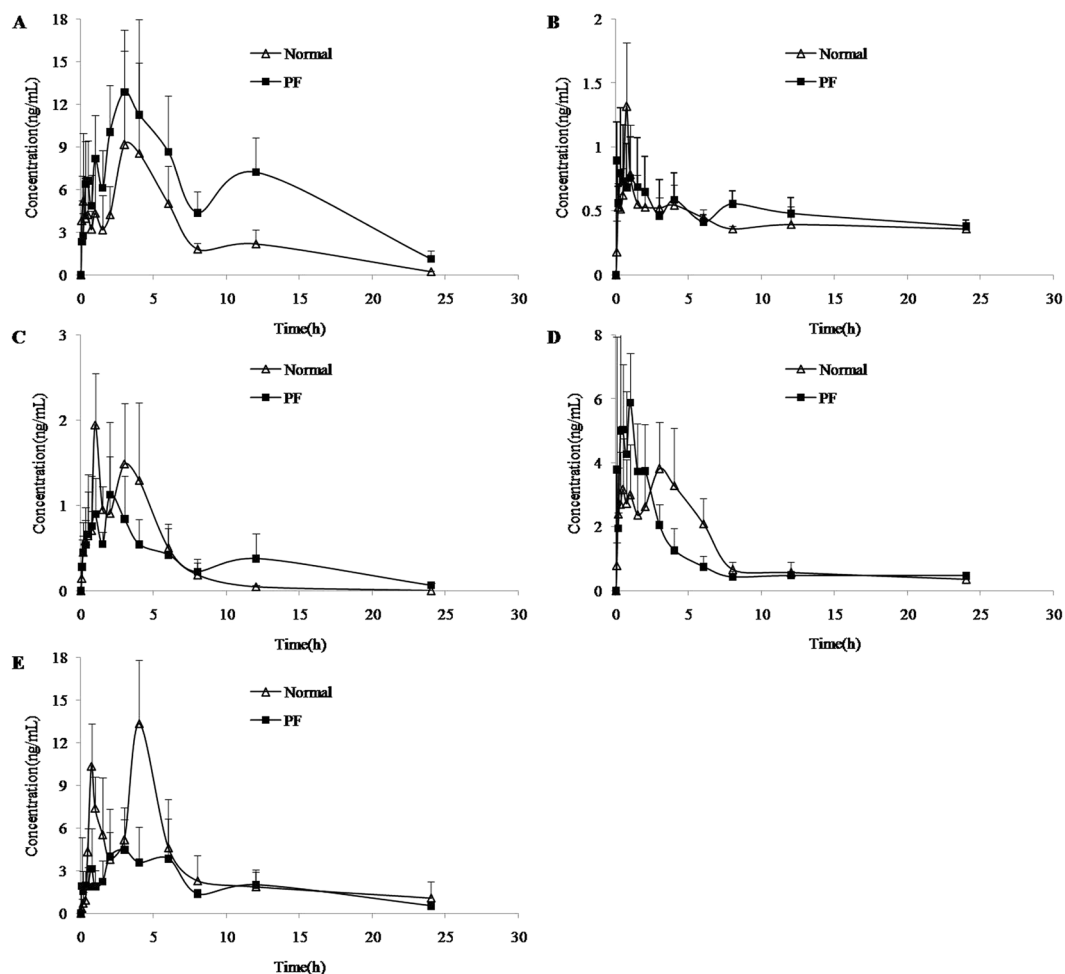 A
B
18
15
12
9
6
3
0
Concentration(ng/mL)
Normal
PF
0 5 10 15 20 25 30
Time(h)
2
1.5
1
0.5
0
Concentration(ng/mL)
Normal
PF
0 5 10 15 20 25 30
Time(h)
C
D
3
2
1
0
Concentration(ng/mL)
Normal
PF
0 5 10 15 20 25 30
Time(h)
8
6
4
2
0
Concentration(ng/mL)
Normal
PF
0 5 10 15 20 25 30
Time(h)
E
18
15
12
9
6
3
0
Concentration(ng/mL)
Normal
PF
0 5 10 15 20 25 30
Time(h)